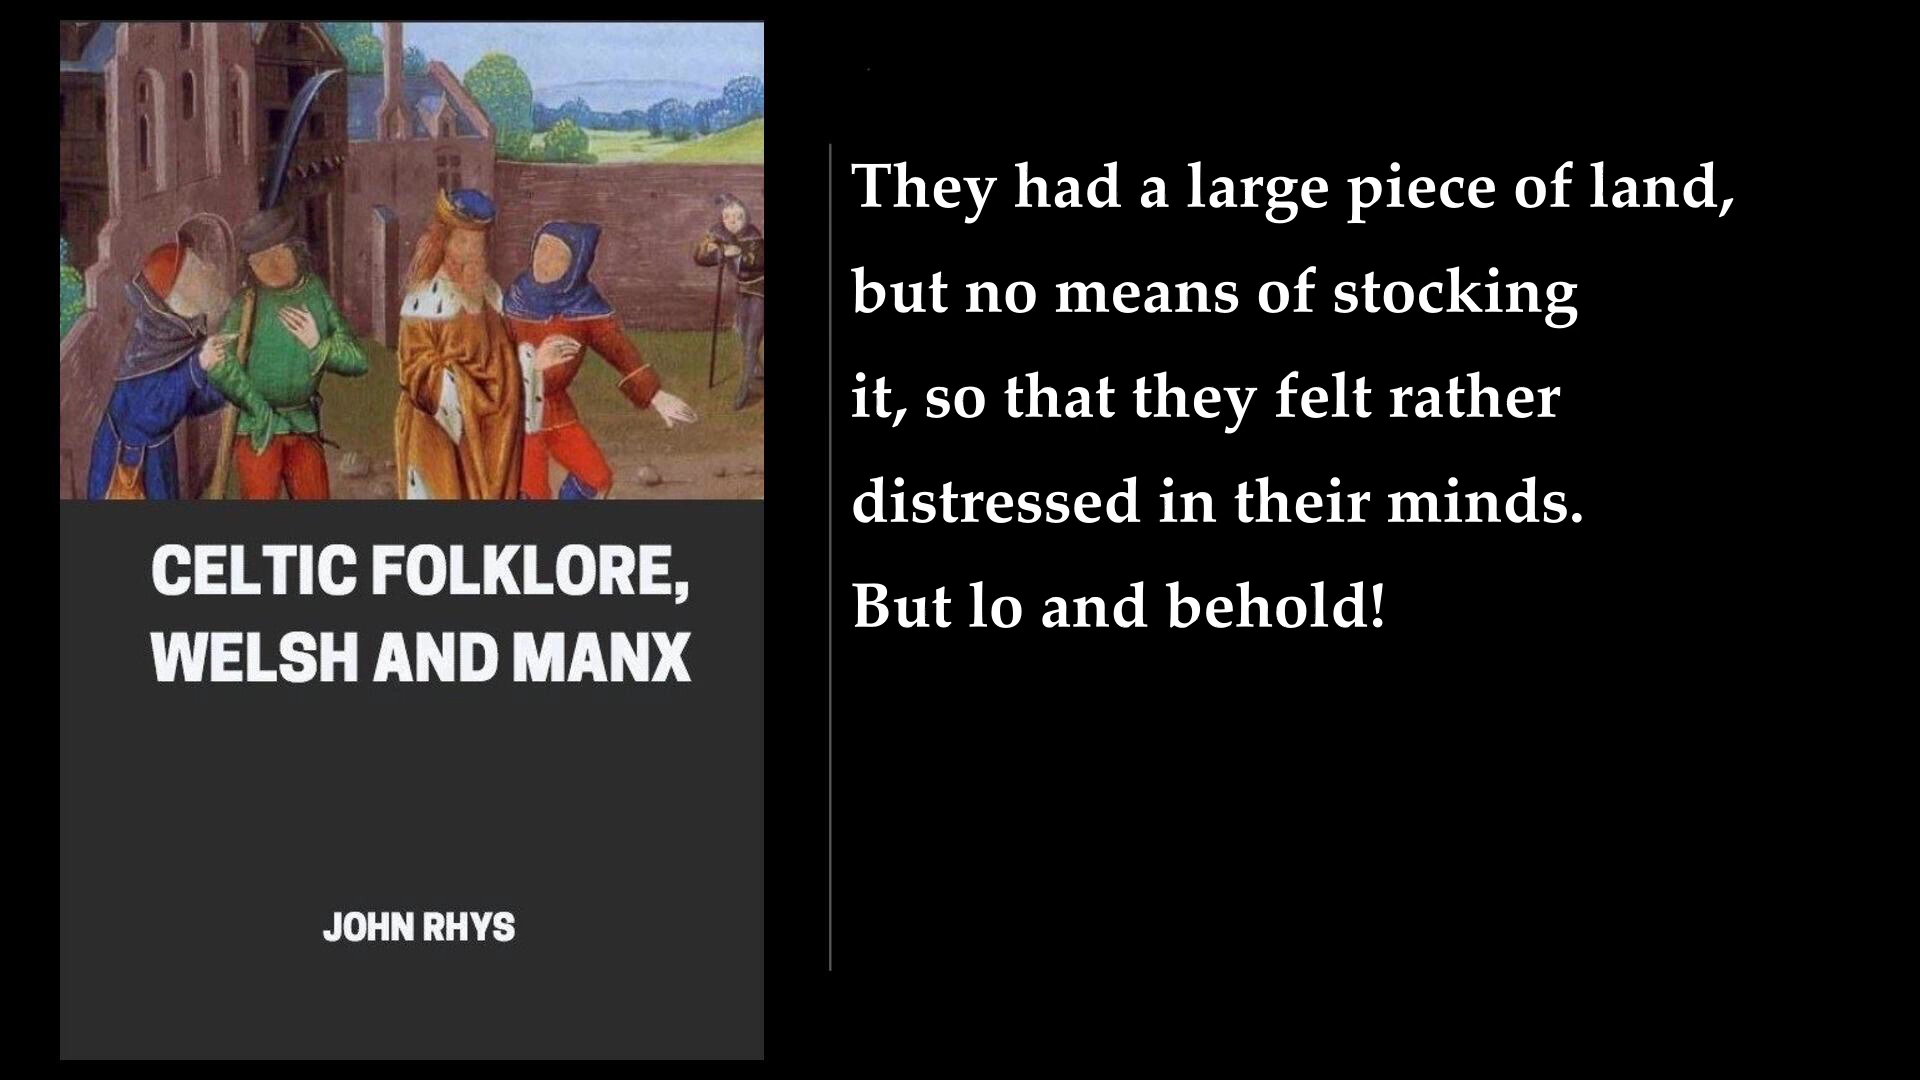 CELTIC FOLKLORE,
WELSH AND MANX
JOHN RHYS
They had a large piece of land,
but no means of stocking
it, so that they felt rather
distressed in their minds.
But lo and behold!